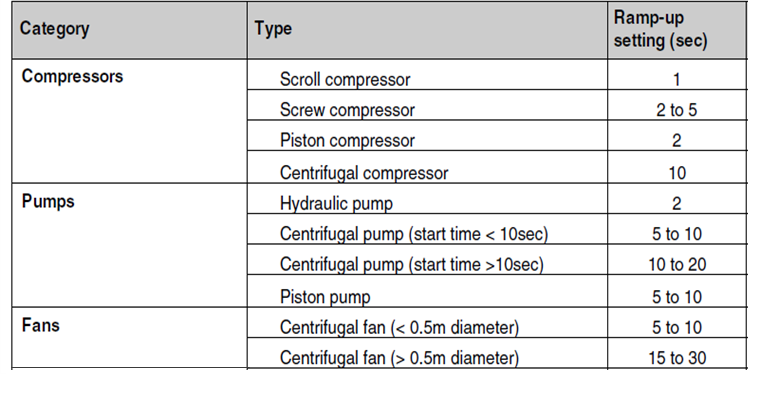 Category Type Ramp-up setting (sec)
Compressors Scroll compressor 1
Screw compressor 2 to 5
Piston compressor 2
Centrifugal compressor 10
Pumps Hydraulic pump 2
Centrifugal pump (start time < 10sec) 5 to 10
Centrifugal pump (start time >10sec) 10 to 20
Piston pump 5 to 10
Fans Centrifugal fan (< 0.5m diameter) 5 to 10
Centrifugal fan (> 0.5m diameter) 15 to 30